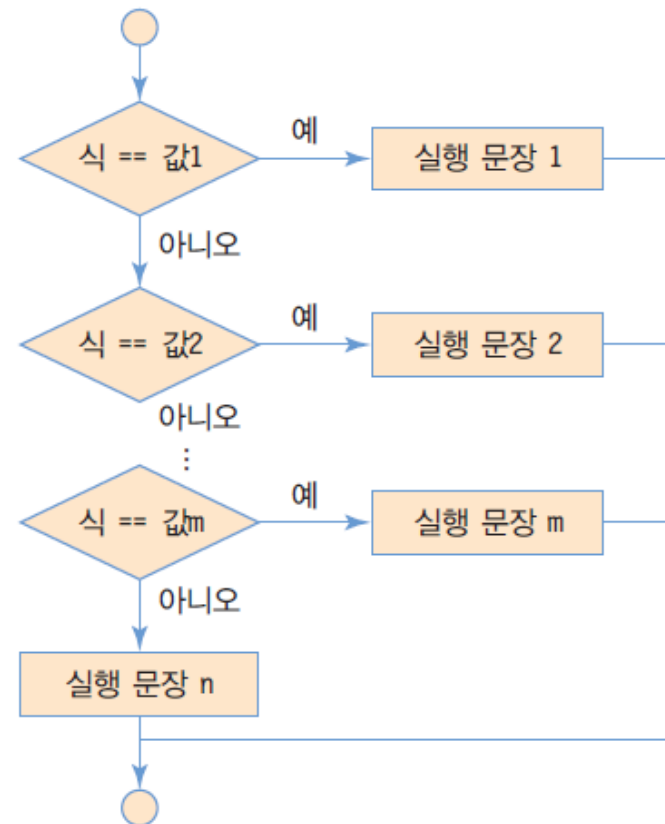 예
식 == 값1
실행 문장 1
아니오
예
식 == 값2
실행 문장 2
아니오
⋮
예
식 == 값m
실행 문장 m
아니오
실행 문장 n